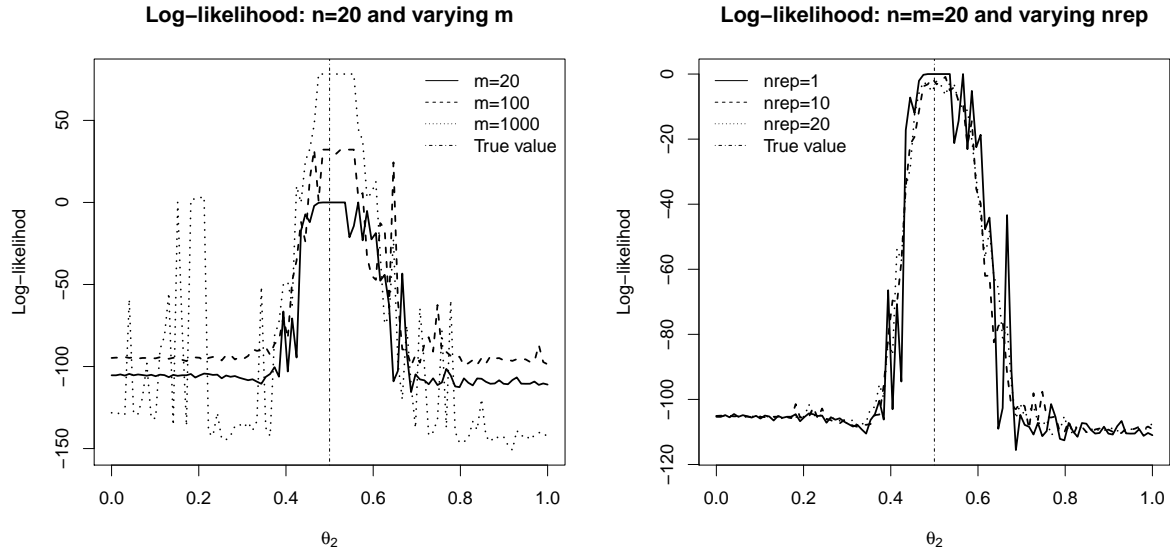 Log−likelihood: n=20 and varying m
m=20
m=100
m=1000
True value
Log−likelihod
50
0
−50
−100
−150
0.0 0.2 0.4 0.6 0.8 1.0
θ2
Log−likelihood: n=m=20 and varying nrep
nrep=1
nrep=10
nrep=20
True value
Log−likelihod
0
−20
−40
−60
−80
−100
−120
0.0 0.2 0.4 0.6 0.8 1.0
θ2